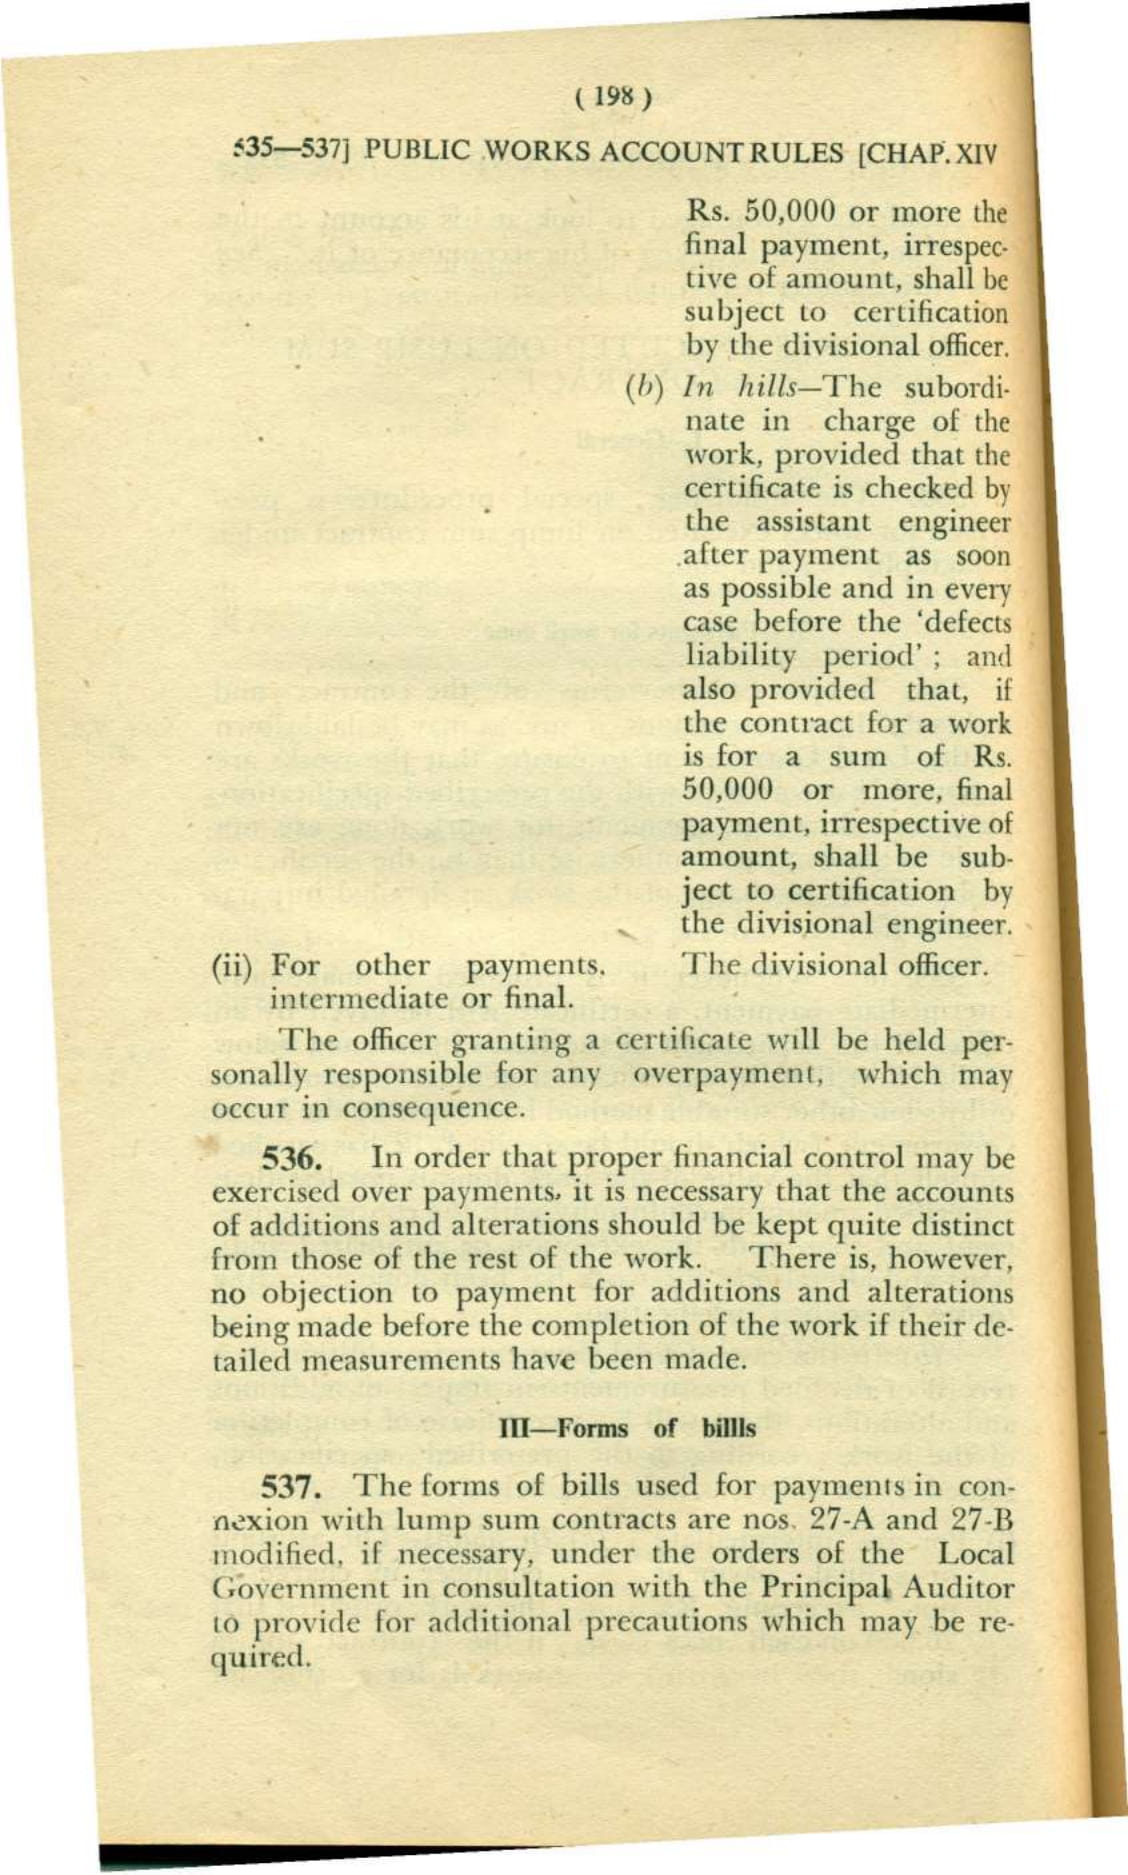 ( 198 )
535—537] PUBLIC WORKS ACCOUNT RULES [CHAP. XIV
Rs. 50,000 or more the
final payment, irrespec-
tive of amount, shall be
subject to certification
by the divisional officer.
(b) In hills—The subordi-
nate in charge of the
work, provided that the
certificate is checked by
the assistant engineer
after payment as soon
as possible and in every
case before the ‘defects
liability period’ ; and
also provided that, if
the contract for a work
is for a sum of Rs.
50,000 or more, final
payment, irrespective of
amount, shall be sub-
ject to certification by
the divisional engineer.
(ii) For other payments. The divisional officer.
intermediate or final.
The officer granting a certificate will be held per-
sonally responsible for any overpayment, which may
occur in consequence.
536. In order that proper financial control may be
exercised over payments, it is necessary that the accounts
of additions and alterations should be kept quite distinct
from those of the rest of the work. There is, however,
no objection to payment for additions and alterations
being made before the completion of the work if their de-
tailed measurements have been made.
III—Forms of billls
537. The forms of bills used for payments in con-
nexion with lump sum contracts are nos. 27-A and 27-B
modified, if necessary, under the orders of the Local
Government in consultation with the Principal Auditor
to provide for additional precautions which may be re-
quired.